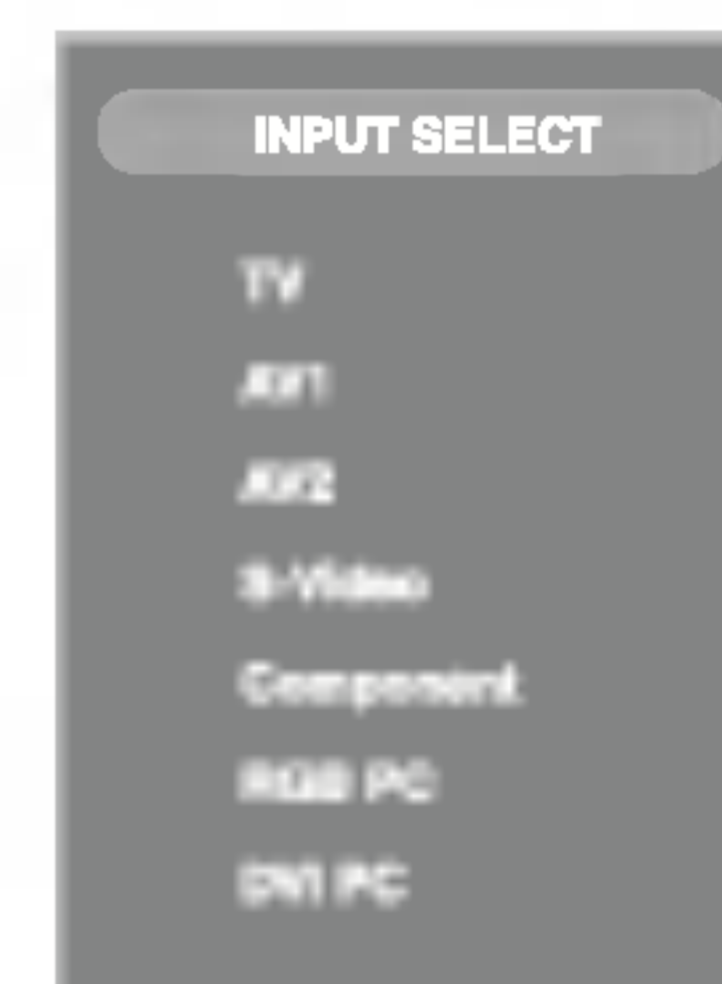 INPUT SELECT
TV
AV1
AV2
S-Video
Component
RGB PC
DVI PC